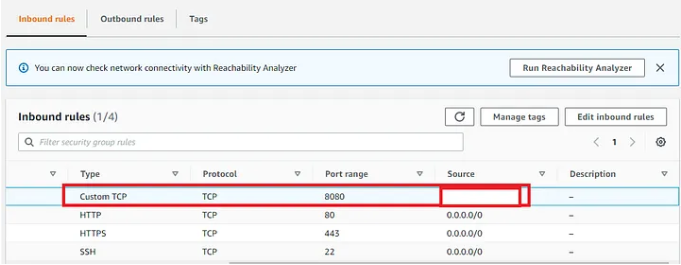 Inbound rules Outbound rules Tags
You can now check network connectivity with Reachability Analyzer Run Reachability Analyzer
Inbound rules (1/4) Manage tags Edit inbound rules
Filter security group rules 1
Type Protocol Port range Source Description
Custom TCP TCP 8080 –
HTTP TCP 80 0.0.0.0/0 –
HTTPS TCP 443 0.0.0.0/0 –
SSH TCP 22 0.0.0.0/0 –